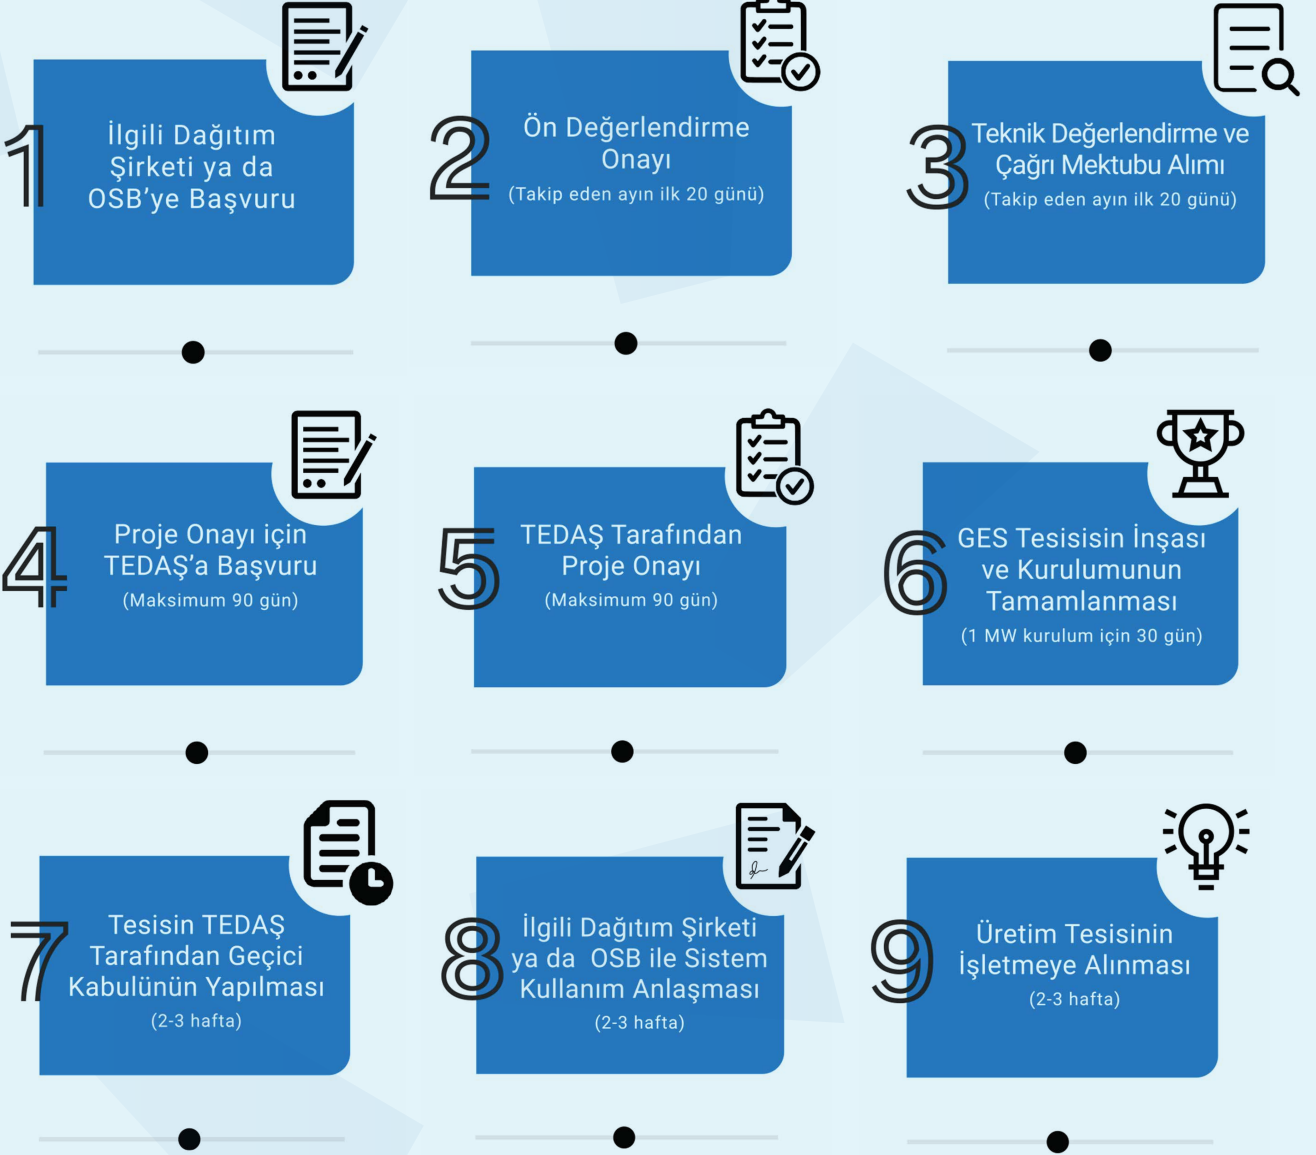 1
İlgili Dağıtım
Şirketi ya da
OSB'ye Başvuru
2
Ön Değerlendirme
Onayı
(Takip eden ayın ilk 20 günü)
3
Teknik Değerlendirme ve
Çağrı Mektubu Alımı
(Takip eden ayın ilk 20 günü)
4
Proje Onayı için
TEDAŞ'a Başvuru
(Maksimum 90 gün)
5
TEDAŞ Tarafından
Proje Onayı
(Maksimum 90 gün)
6
GES Tesisisin İnşası
ve Kurulumunun
Tamamlanması
(1 MW kurulum için 30 gün)
7
Tesisin TEDAŞ
Tarafından Geçici
Kabulünün Yapılması
(2-3 hafta)
8
İlgili Dağıtım Şirketi
ya da OSB ile Sistem
Kullanım Anlaşması
(2-3 hafta)
9
Üretim Tesisinin
İşletmeye Alınması
(2-3 hafta)